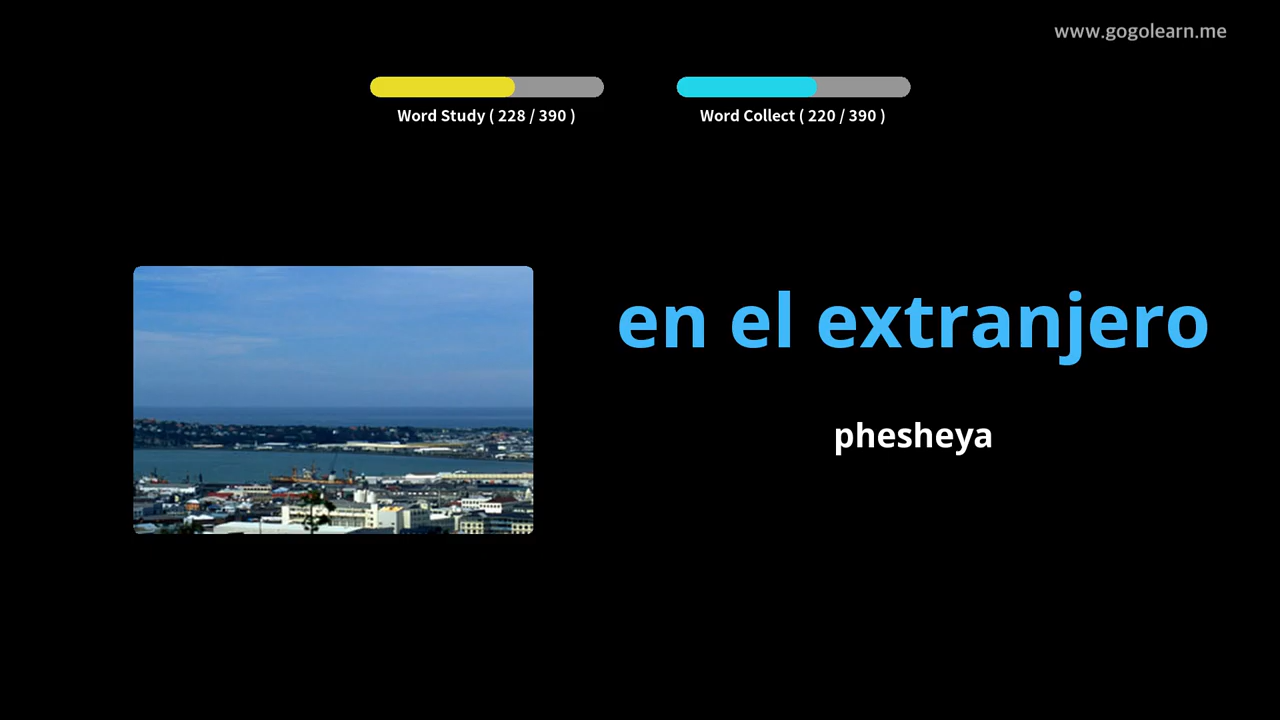 www.gogolearn.me
Word Study ( 228 / 390 )
Word Collect ( 220 / 390 )
en el extranjero
phesheya